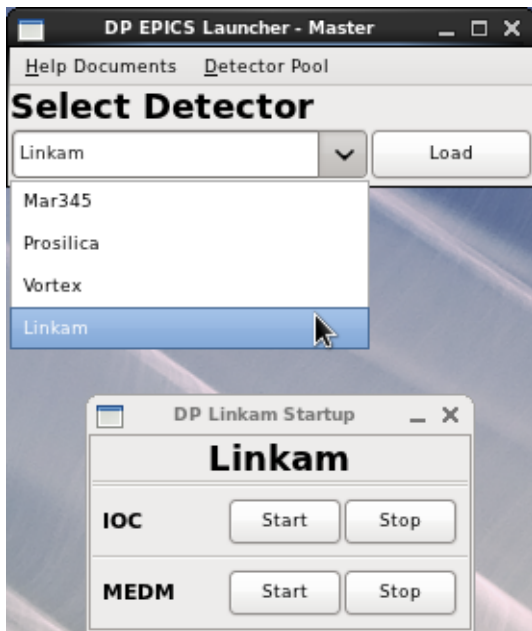 DP EPICS Launcher - Master
Help Documents Detector Pool
Select Detector
Linkam Load
Mar345
Prosilica
Vortex
Linkam
DP Linkam Startup
Linkam
IOC Start Stop
MEDM Start Stop